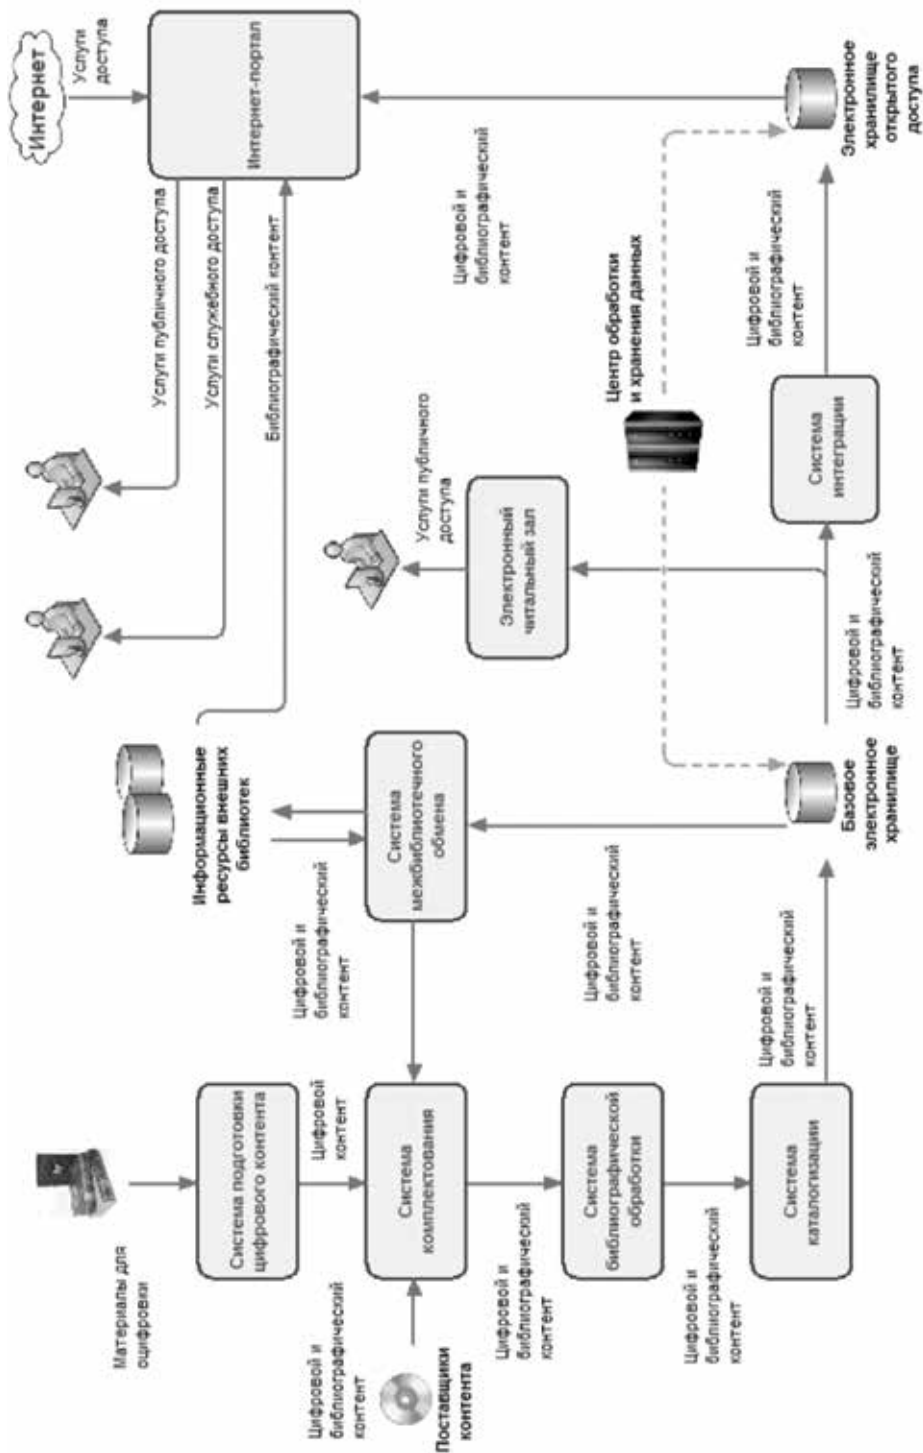 Материалы для
оцифровки
Система подготовки
цифрового контента
Цифровой
контент
Цифровой и
библиографический
контент
Поставщики
контента
Система
комплектования
Цифровой и
библиографический
контент
Система
библиографической
обработки
Цифровой и
библиографический
контент
Система
каталогизации
Цифровой и
библиографический
контент
Информационные
ресурсы внешних
библиотек
Цифровой и
библиографический
контент
Система
межбиблиотечного
обмена
Цифровой и
библиографический
контент
Базовое
электронное
хранилище
Цифровой и
библиографический
контент
Электронный
читальный зал
Услуги публичного
доступа
Центр обработки
и хранения данных
Система
интеграции
Цифровой и
библиографический
контент
Электронное
хранилище
открытого
доступа
Цифровой и
библиографический
контент
Услуги публичного доступа
Услуги служебного доступа
Библиографический контент
Интернет-портал
Интернет
Услуги
доступа